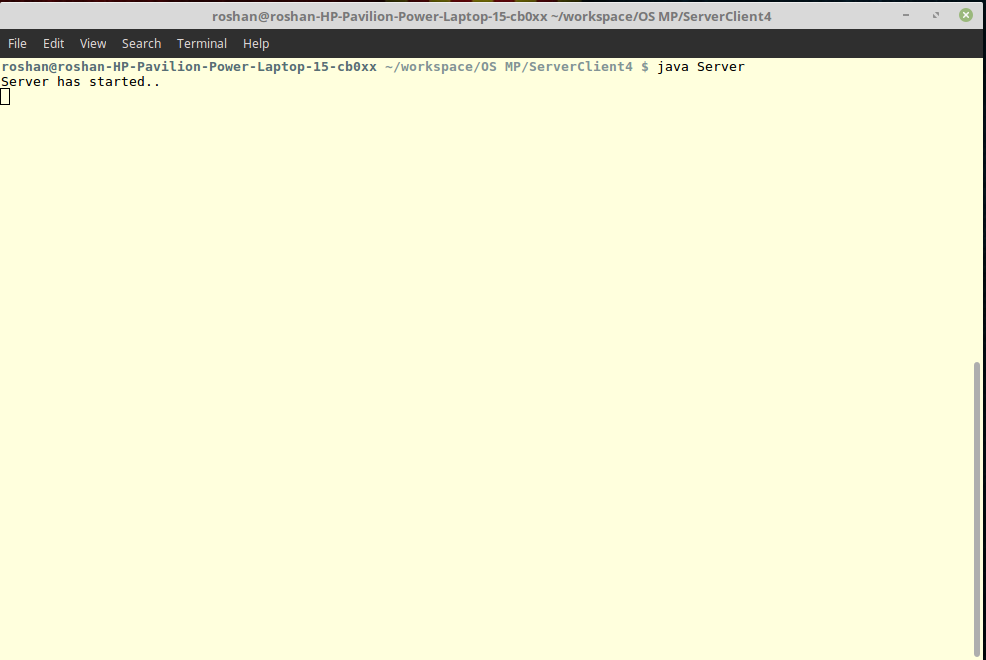 roshan@roshan-HP-Pavilion-Power-Laptop-15-cb0xx ~/workspace/OS MP/ServerClient4
File Edit View Search Terminal Help
roshan@roshan-HP-Pavilion-Power-Laptop-15-cb0xx ~/workspace/OS MP/ServerClient4 $ java Server
Server has started..